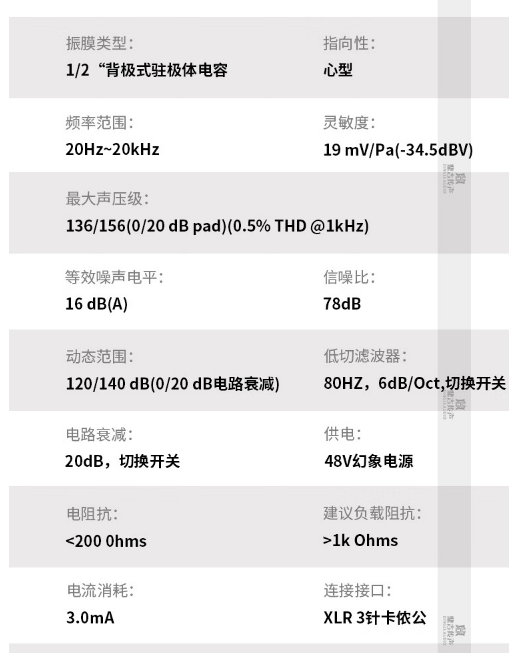 振膜类型： 指向性：
1/2“背极式驻极体电容 心型
频率范围： 灵敏度：
20Hz~20kHz 19 mV/Pa(-34.5dBV)
最大声压级：
136/156(0/20 dB pad)(0.5% THD @1kHz)
等效噪声电平： 信噪比：
16 dB(A) 78dB
动态范围： 低切滤波器：
120/140 dB(0/20 dB电路衰减) 80HZ，6dB/Oct,切换开关
电路衰减： 供电：
20dB，切换开关 48V幻象电源
电阻抗： 建议负载阻抗：
<200 0hms >1k Ohms
电流消耗： 连接接口：
3.0mA XLR 3针卡侬公